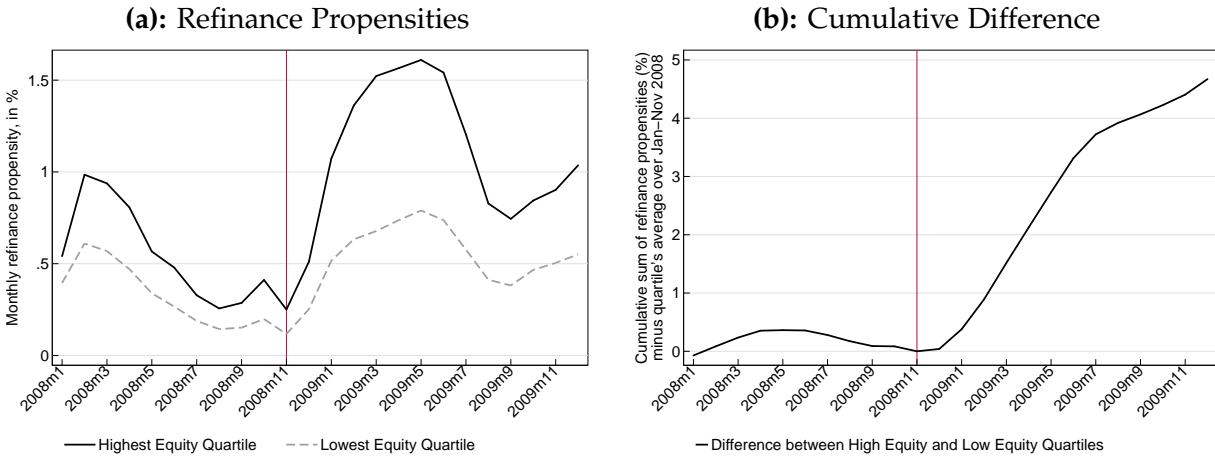 (a): Refinance Propensities
Monthly refinance propensity, in %
1.5
1
.5
0
2008m1
2008m3
2008m5
2008m7
2008m9
2008m11
2009m1
2009m3
2009m5
2009m7
2009m9
2009m11
Highest Equity Quartile
Lowest Equity Quartile
(b): Cumulative Difference
Cumulative sum of refinance propensities (%)
minus quartile's average over Jan–Nov 2008
5
4
3
2
1
0
2008m1
2008m3
2008m5
2008m7
2008m9
2008m11
2009m1
2009m3
2009m5
2009m7
2009m9
2009m11
Difference between High Equity and Low Equity Quartiles